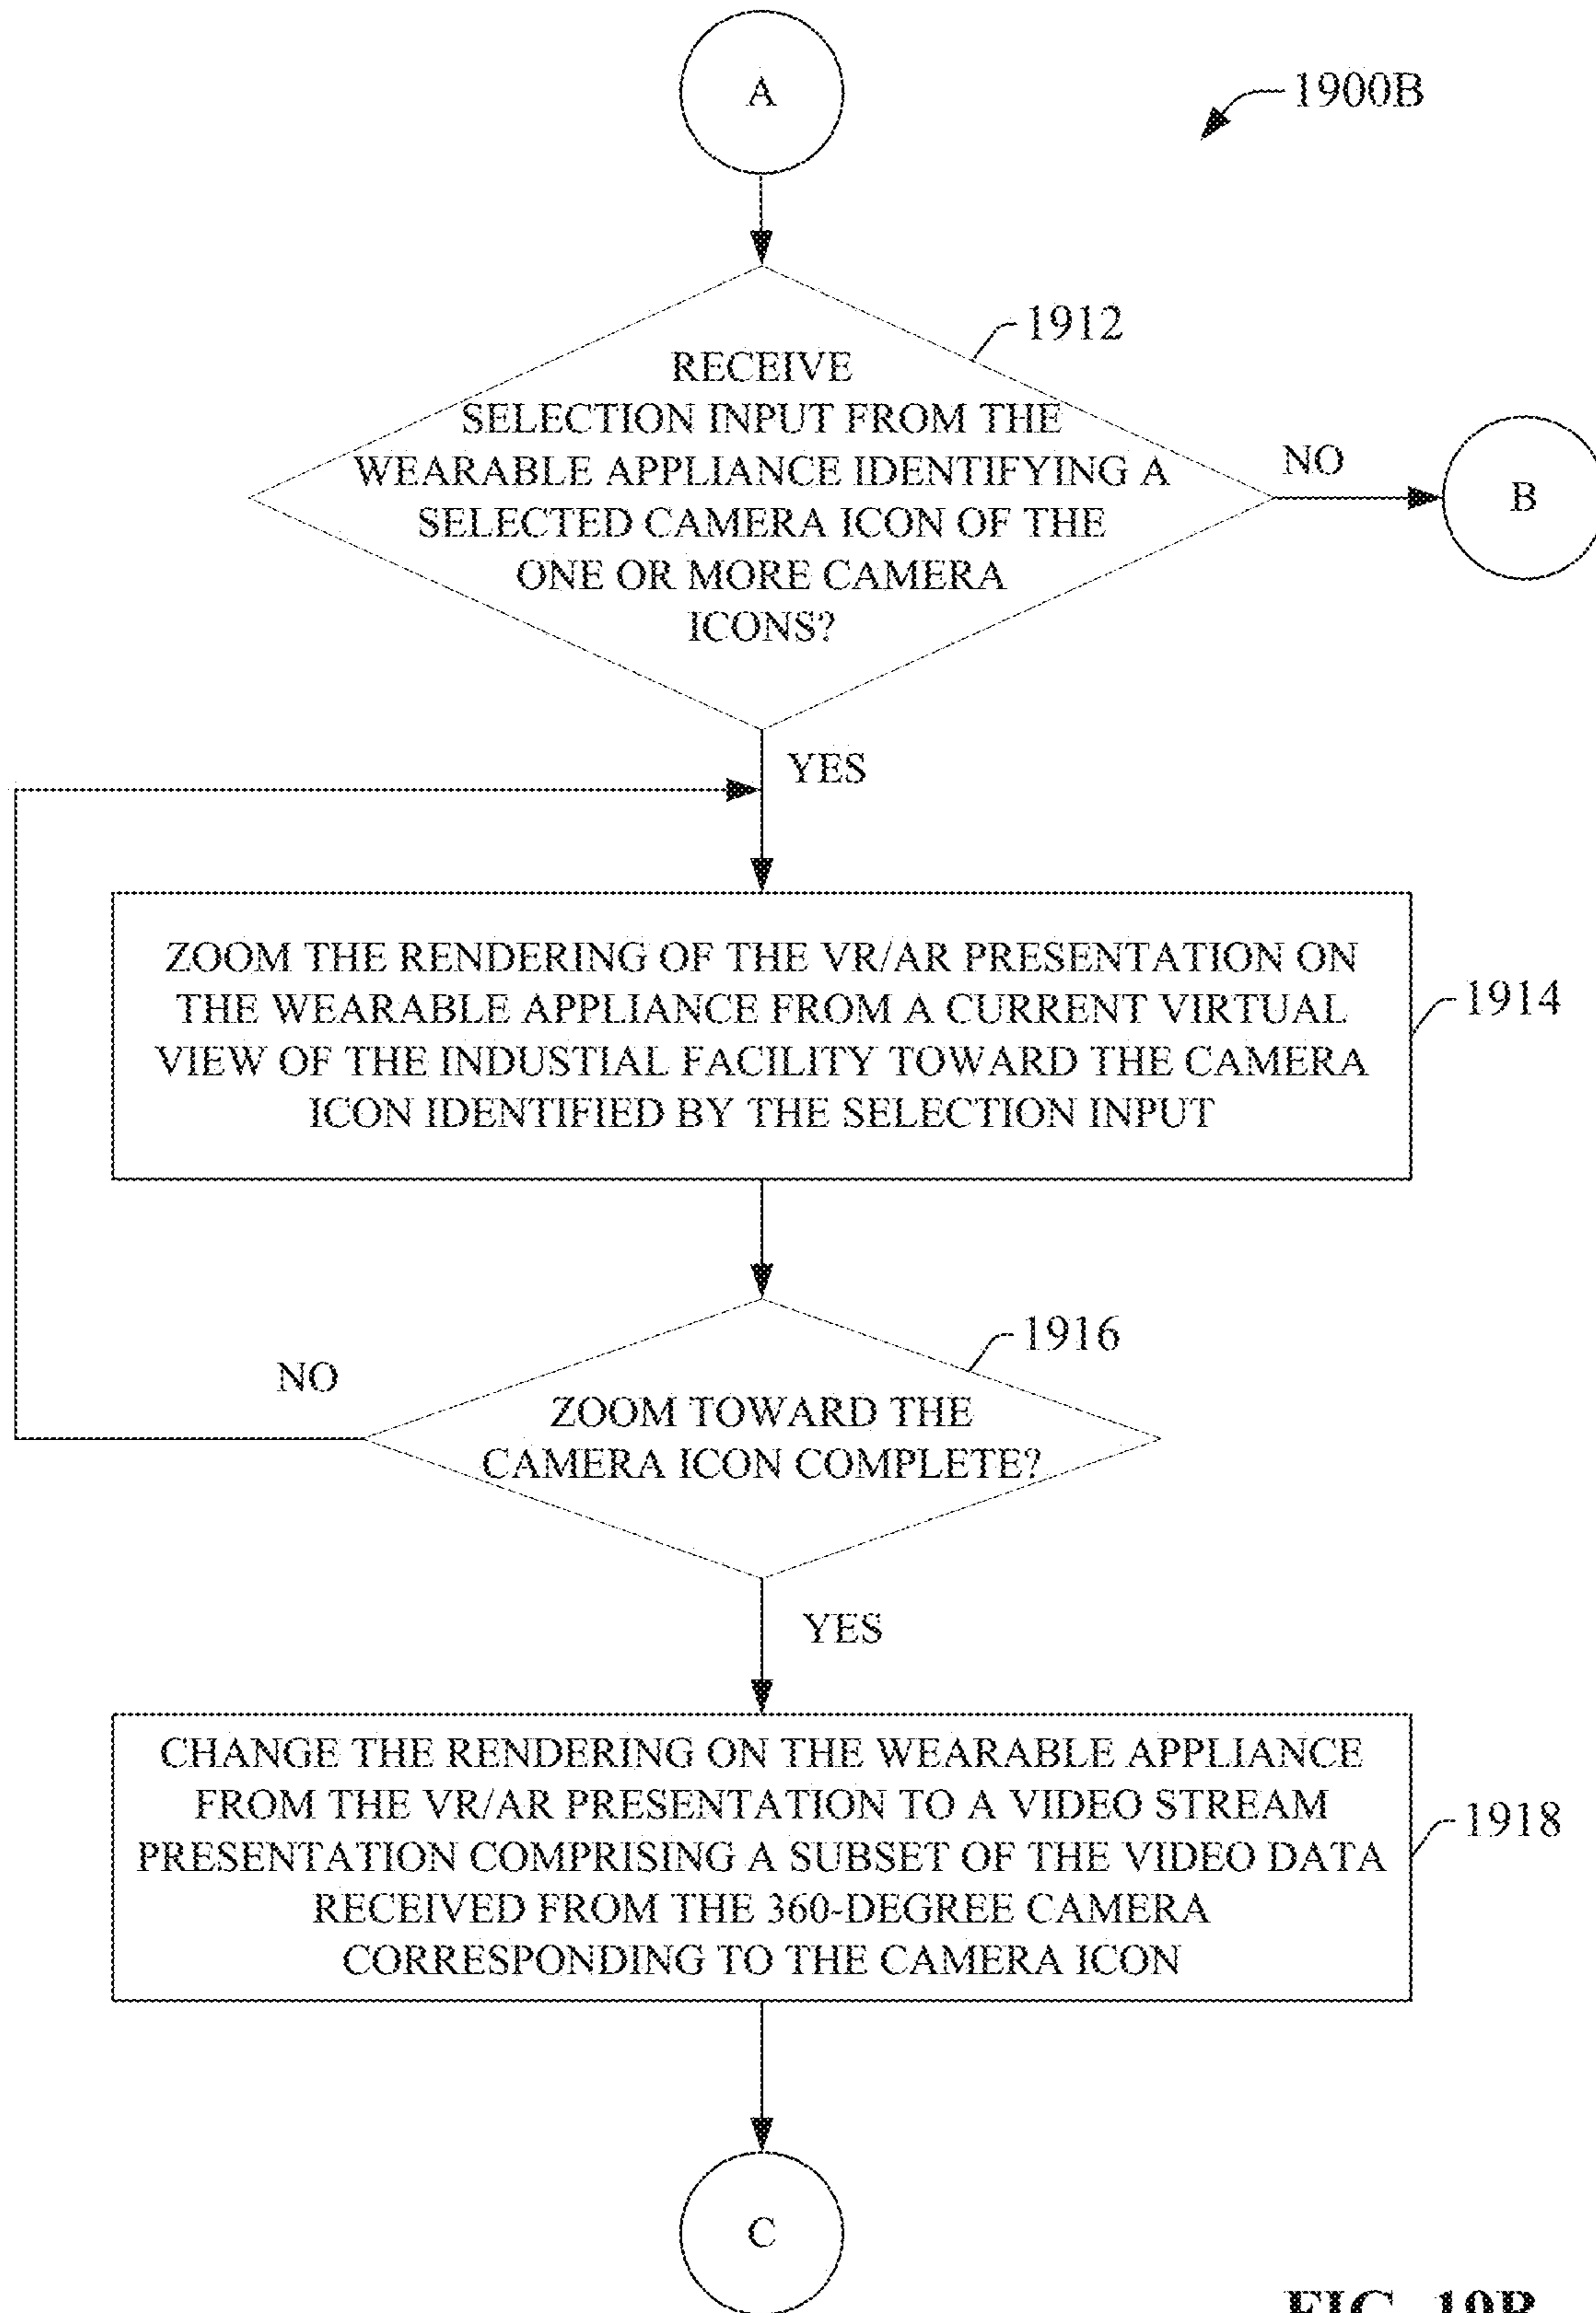 A
1900B
1912
RECEIVE
SELECTION INPUT FROM THE
WEARABLE APPLIANCE IDENTIFYING A
SELECTED CAMERA ICON OF THE
ONE OR MORE CAMERA
ICONS?
NO
B
YES
ZOOM THE RENDERING OF THE VR/AR PRESENTATION ON
THE WEARABLE APPLIANCE FROM A CURRENT VIRTUAL
VIEW OF THE INDUSTIAL FACILITY TOWARD THE CAMERA
ICON IDENTIFIED BY THE SELECTION INPUT
1914
1916
NO
ZOOM TOWARD THE
CAMERA ICON COMPLETE?
YES
CHANGE THE RENDERING ON THE WEARABLE APPLIANCE
FROM THE VR/AR PRESENTATION TO A VIDEO STREAM
PRESENTATION COMPRISING A SUBSET OF THE VIDEO DATA
RECEIVED FROM THE 360-DEGREE CAMERA
CORRESPONDING TO THE CAMERA ICON
1918
C
FIG. 19B